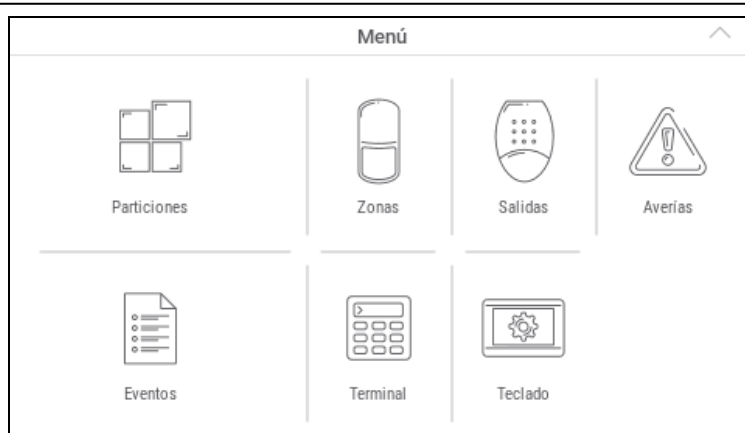 Menú
Particiones
Zonas
Salidas
Averías
Eventos
Terminal
Teclado